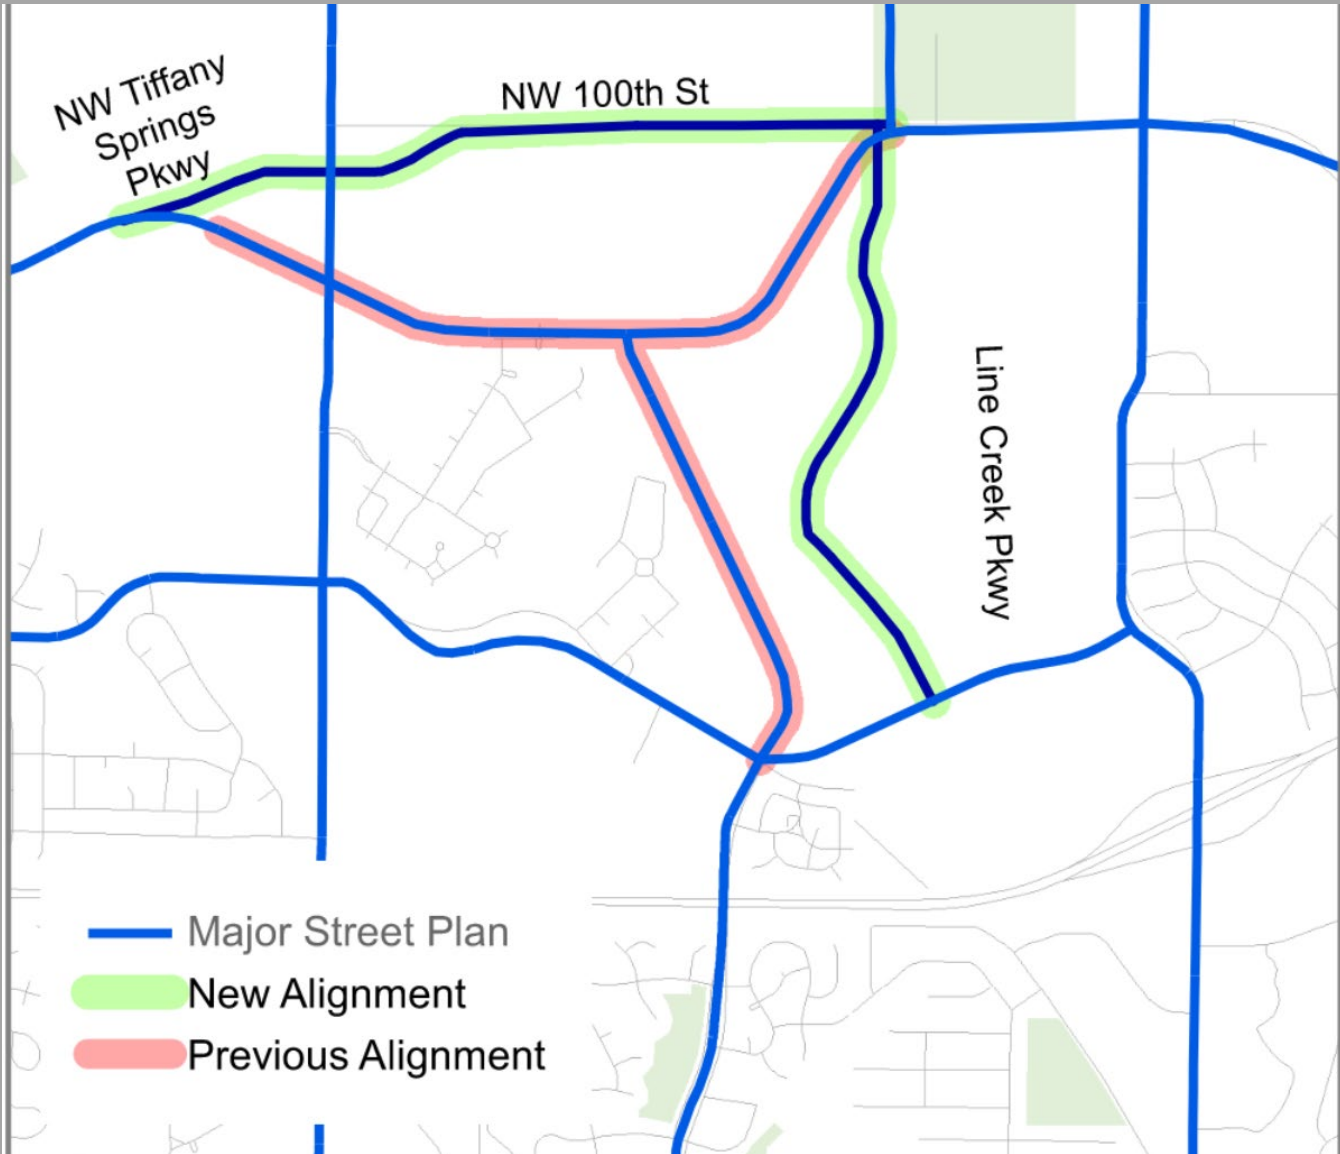 NW Tiffany
Springs
Pkwy
NW 100th St
Line Creek Pkwy
Major Street Plan
New Alignment
Previous Alignment